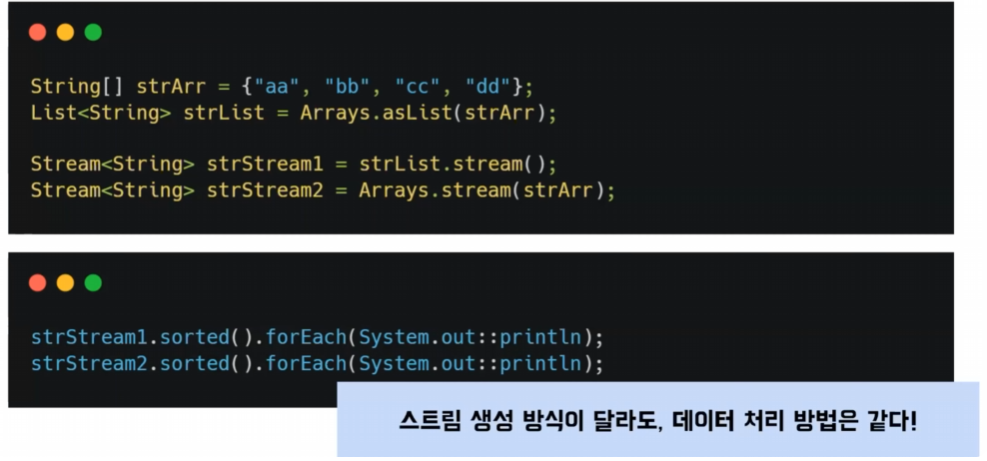 String[] strArr = {"aa", "bb", "cc", "dd"};
List<String> strList = Arrays.asList(strArr);
Stream<String> strStream1 = strList.stream();
Stream<String> strStream2 = Arrays.stream(strArr);
strStream1.sorted().forEach(System.out::println);
strStream2.sorted().forEach(System.out::println);
스트림 생성 방식이 달라도, 데이터 처리 방법은 같다!